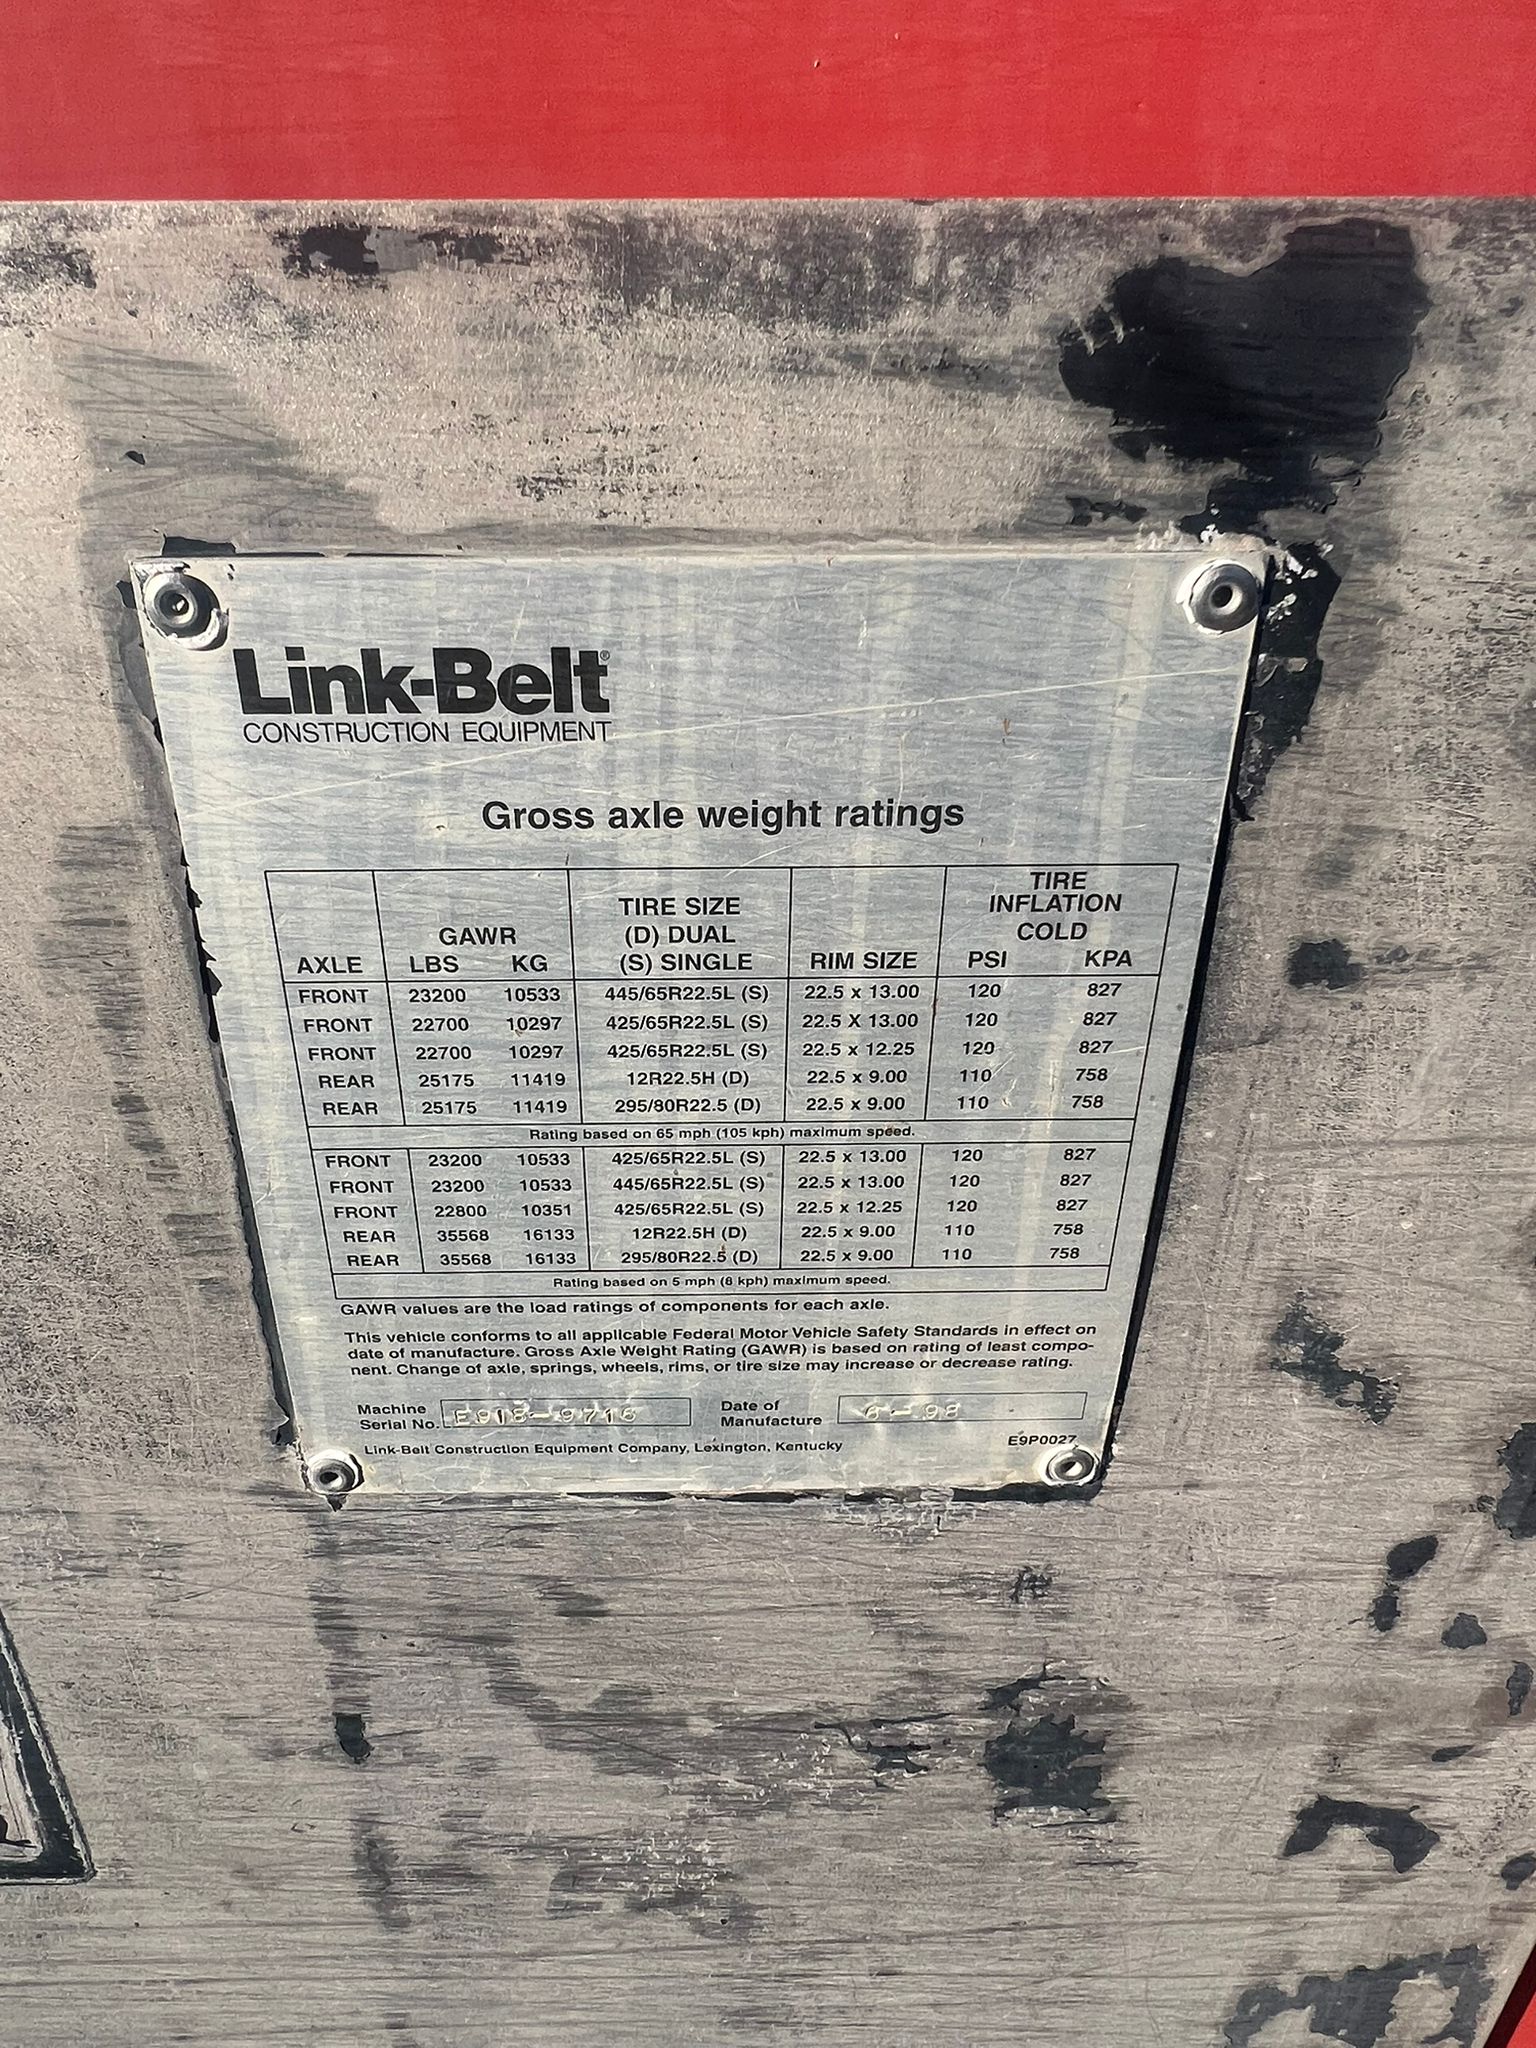 Link-Belt®
CONSTRUCTION EQUIPMENT
Gross axle weight ratings
TIRE
TIRE SIZE INFLATION
GAWR (D) DUAL COLD
AXLE LBS KG (S) SINGLE RIM SIZE PSI KPA
FRONT 23200 10533 445/65R22.5L (S) 22.5 x 13.00 120 827
FRONT 22700 10297 425/65R22.5L (S) 22.5 X 13.00 120 827
FRONT 22700 10297 425/65R22.5L (S) 22.5 x 12.25 120 827
REAR 25175 11419 12R22.5H (D) 22.5 x 9.00 110 758
REAR 25175 11419 295/80R22.5 (D) 22.5 x 9.00 110 758
Rating based on 65 mph (105 kph) maximum speed.
FRONT 23200 10533 425/65R22.5L (S) 22.5 x 13.00 120 827
FRONT 23200 10533 445/65R22.5L (S) 22.5 x 13.00 120 827
FRONT 22800 10351 425/65R22.5L (S) 22.5 x 12.25 120 827
REAR 35568 16133 12R22.5H (D) 22.5 x 9.00 110 758
REAR 35568 16133 295/80R22.5 (D) 22.5 x 9.00 110 758
Rating based on 5 mph (8 kph) maximum speed.
GAWR values are the load ratings of components for each axle.
This vehicle conforms to all applicable Federal Motor Vehicle Safety Standards in effect on
date of manufacture. Gross Axle Weight Rating (GAWR) is based on rating of least compo-
nent. Change of axle, springs, wheels, rims, or tire size may increase or decrease rating.
Machine Serial No. E9I8-9716 Date of Manufacture 6-98
Link-Belt Construction Equipment Company, Lexington, Kentucky E9P0027